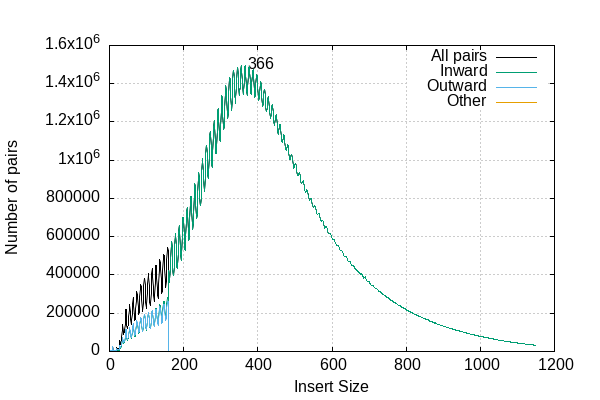 1.6x10^6
1.4x10^6
1.2x10^6
1x10^6
800000
600000
400000
200000
0
Number of pairs
366
All pairs
Inward
Outward
Other
0 200 400 600 800 1000 1200
Insert Size